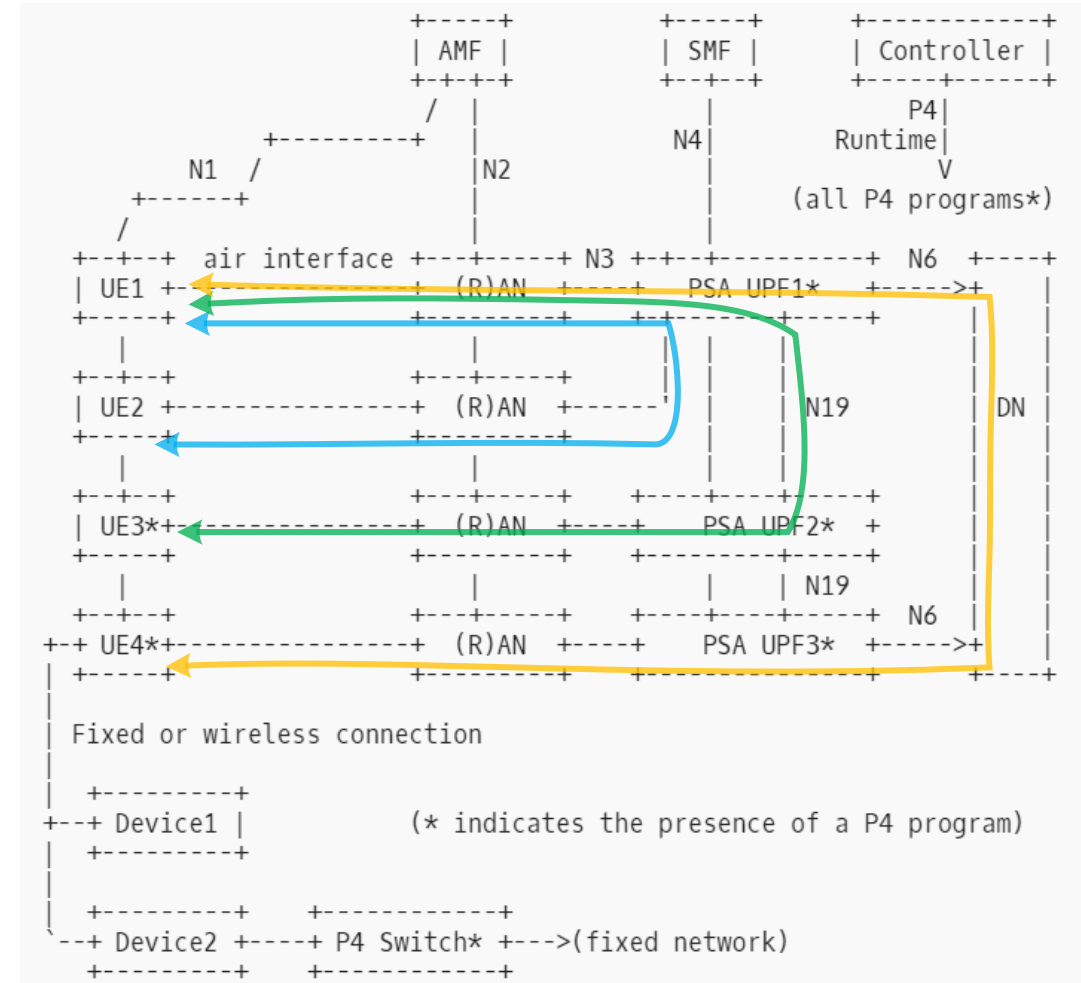 AMF SMF Controller
P4
N4 Runtime
N1 N2
(all P4 programs*)
air interface N3 N6
UE1 (R)AN PSA UPF1*
UE2 (R)AN N19 DN
UE3* (R)AN PSA UPF2*
N19
N6
UE4* (R)AN PSA UPF3*
Fixed or wireless connection
Device1 (* indicates the presence of a P4 program)
Device2 P4 Switch* (fixed network)